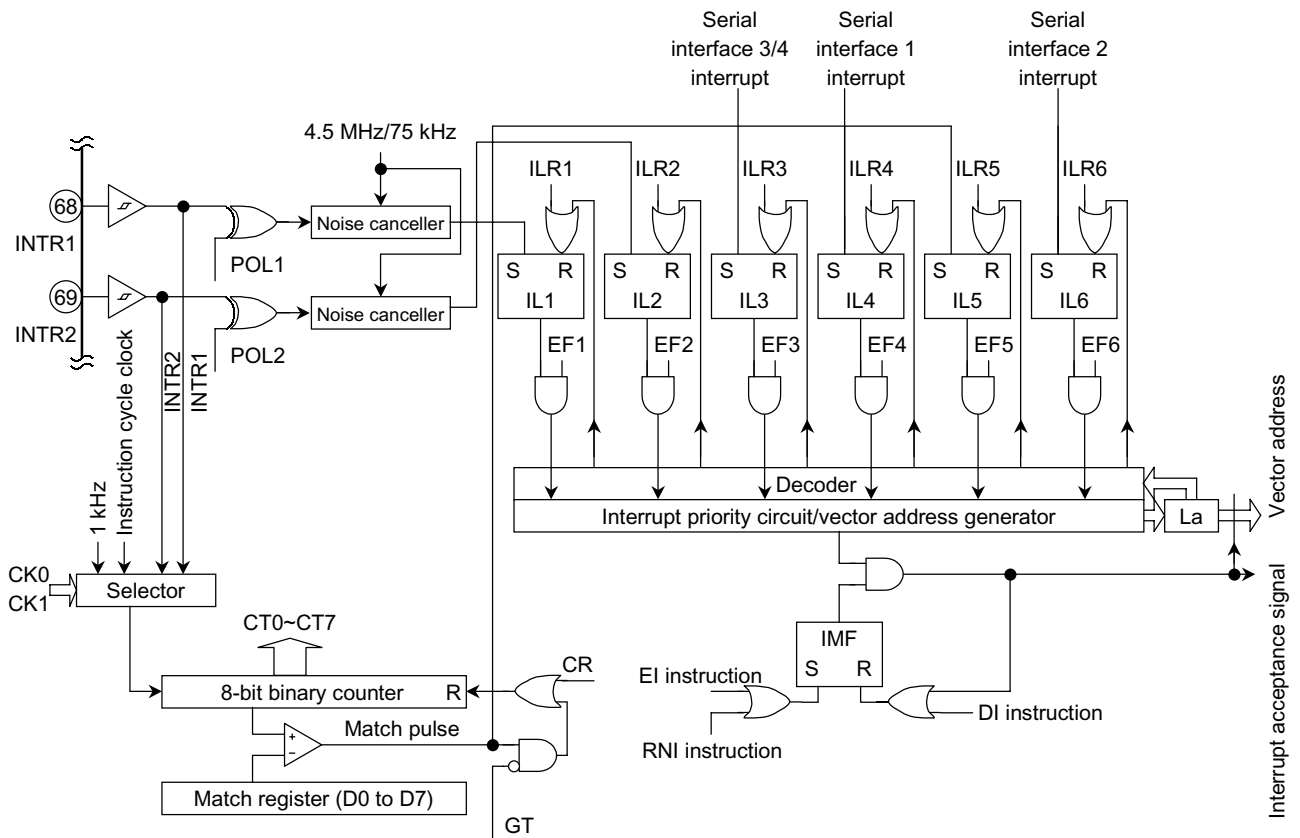 Serial
interface 3/4
interrupt
Serial
interface 1
interrupt
Serial
interface 2
interrupt
4.5 MHz/75 kHz
ILR1
ILR2
ILR3
ILR4
ILR5
ILR6
68
INTR1
POL1
Noise canceller
69
INTR2
POL2
Noise canceller
S R
IL1
S R
IL2
S R
IL3
S R
IL4
S R
IL5
S R
IL6
EF1
EF2
EF3
EF4
EF5
EF6
1 kHz
Instruction cycle clock
INTR2
INTR1
Decoder
Interrupt priority circuit/vector address generator
La
Vector address
Interrupt acceptance signal
CK0
CK1
Selector
CT0~CT7
8-bit binary counter R
CR
IMF
S R
EI instruction
RNI instruction
DI instruction
+
−
Match pulse
Match register (D0 to D7)
GT